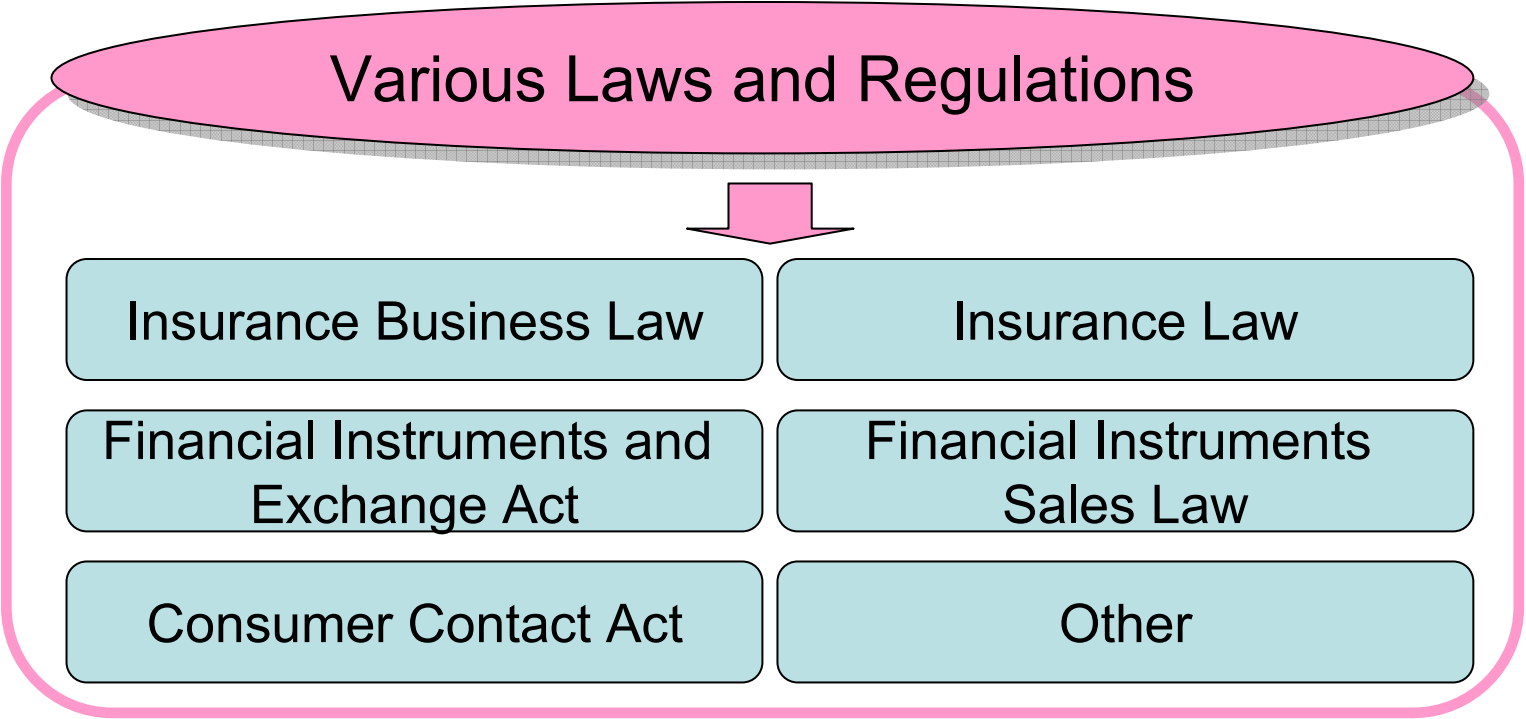 Various Laws and Regulations
Insurance Business Law
Insurance Law
Financial Instruments and
Exchange Act
Financial Instruments
Sales Law
Consumer Contact Act
Other